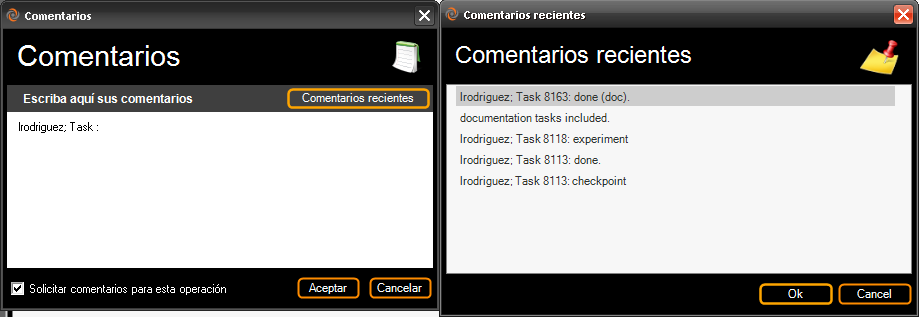 Comentarios
Comentarios
Escriba aquí sus comentarios
Comentarios recientes
lrodriguez; Task :
Solicitar comentarios para esta operación
Aceptar
Cancelar
Comentarios recientes
Comentarios recientes
lrodriguez; Task 8163: done (doc).
documentation tasks included.
lrodriguez; Task 8118: experiment
lrodriguez; Task 8113: done.
lrodriguez; Task 8113: checkpoint
Ok
Cancel